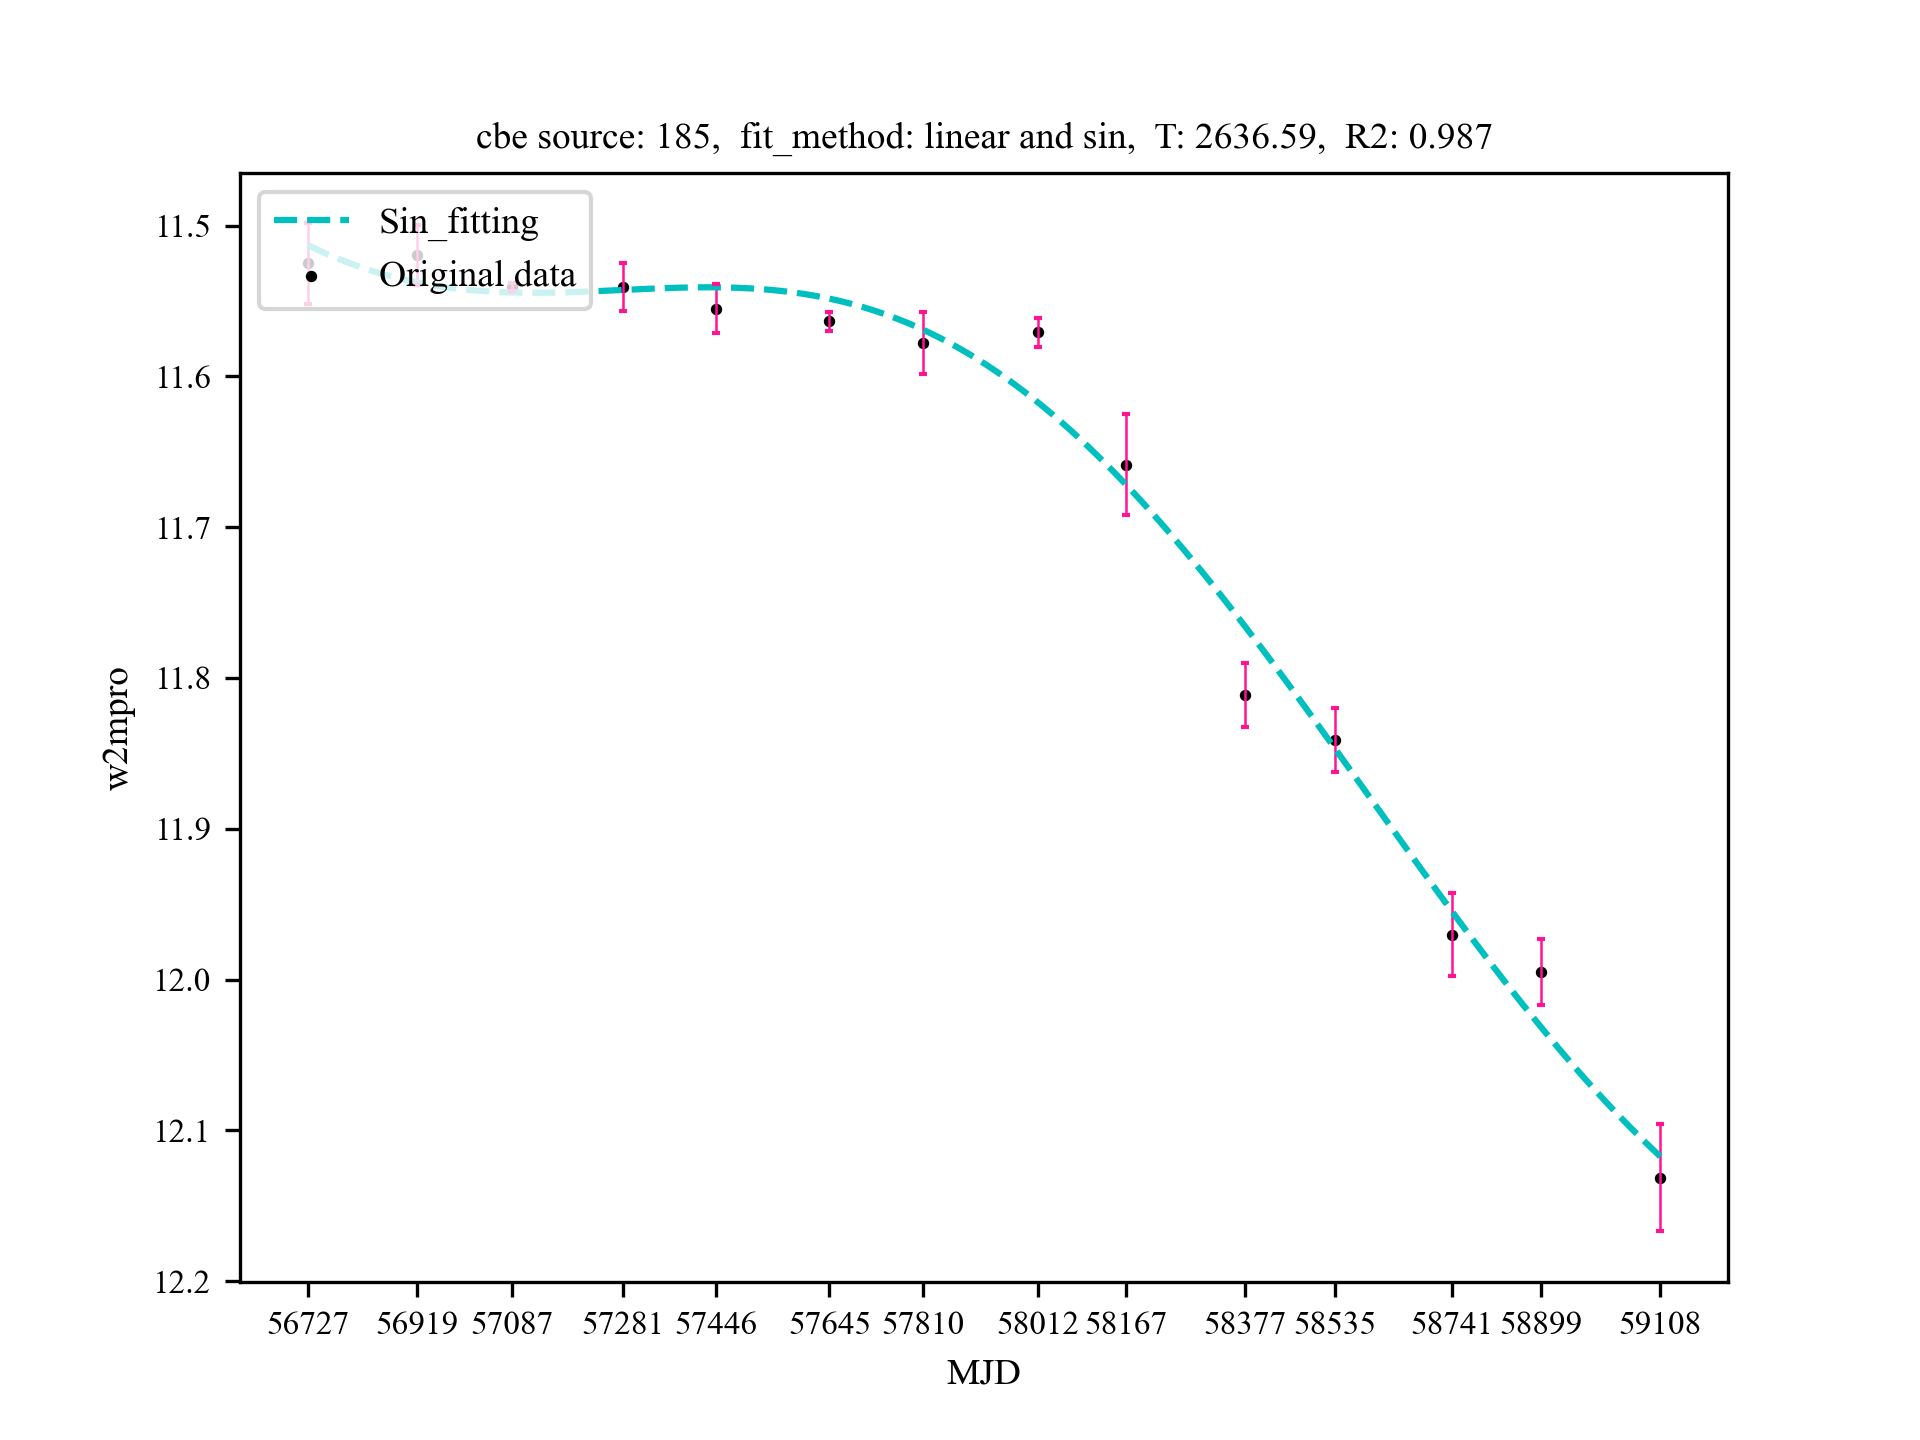 cbe source: 185,  fit_method: linear and sin,  T: 2636.59,  R2: 0.987
Sin_fitting
Original data
11.5
11.6
11.7
11.8
11.9
12.0
12.1
12.2
w2mpro
56727 56919 57087 57281 57446 57645 57810 58012 58167 58377 58535 58741 58899 59108
MJD